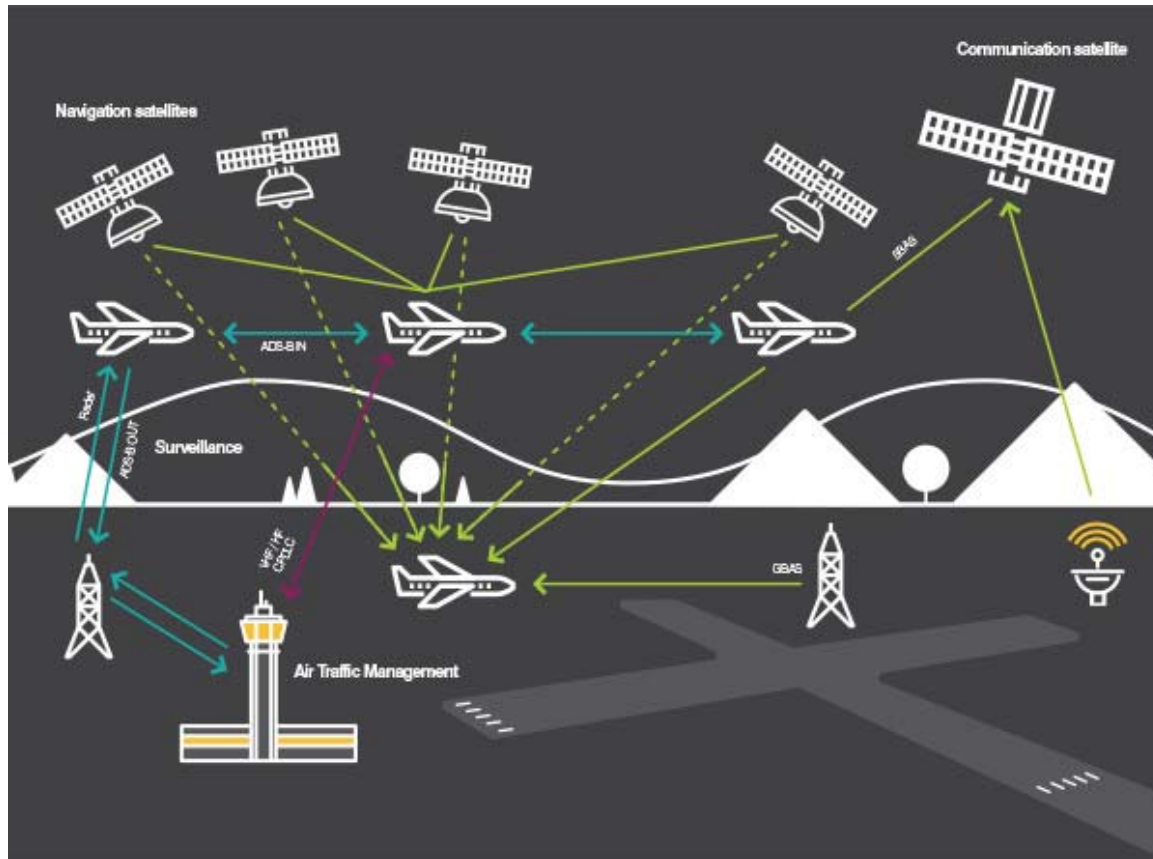 Communication satellite
Navigation satellites
SBAS
ADS-B IN
Radar
ADS-B OUT
Surveillance
VHF / HF
CPDLC
GBAS
Air Traffic Management